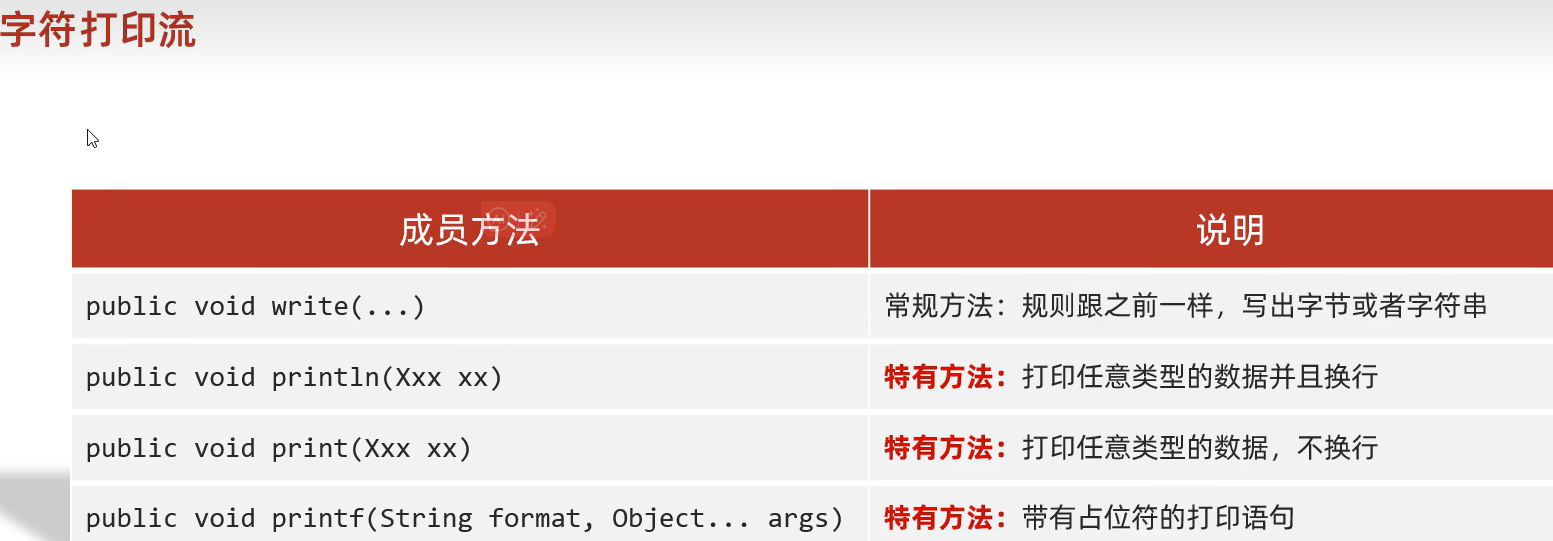 字符打印流
成员方法 说明
public void write(...) 常规方法：规则跟之前一样，写出字节或者字符串
public void println(Xxx xx) 特有方法：打印任意类型的数据并且换行
public void print(Xxx xx) 特有方法：打印任意类型的数据，不换行
public void printf(String format, Object... args) 特有方法：带有占位符的打印语句